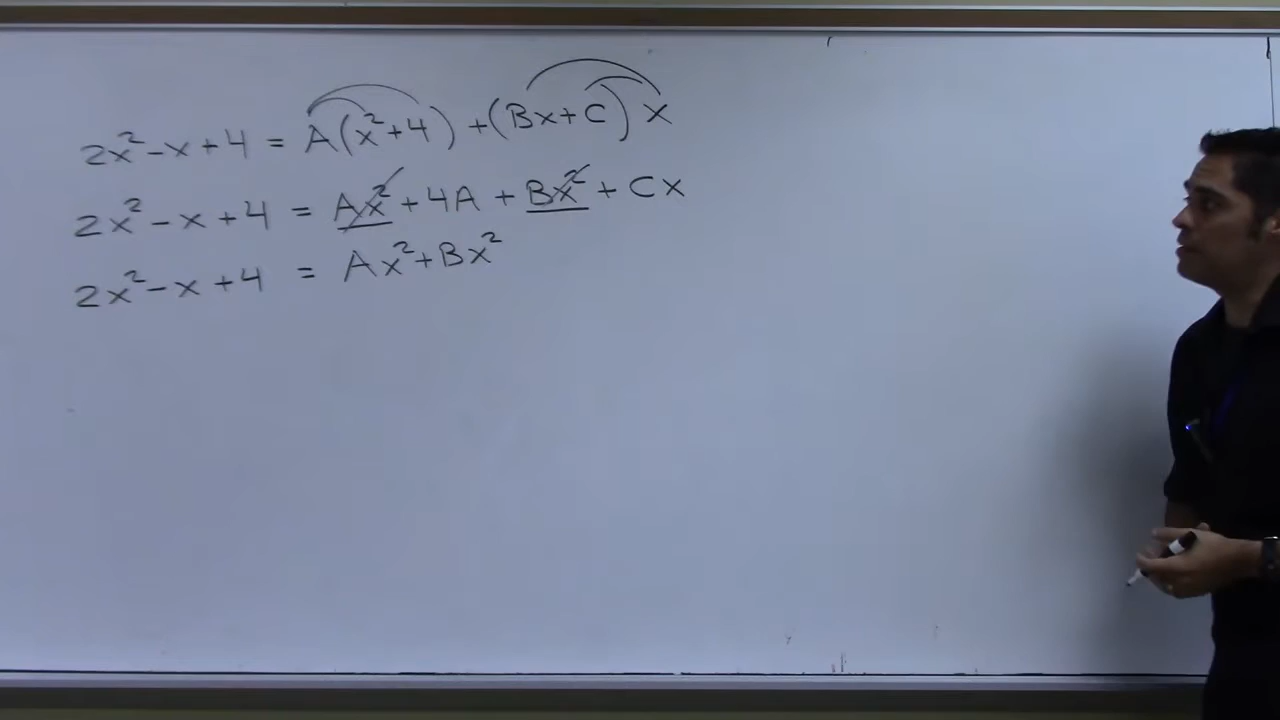 2x²-x+4 = A(x²+4) +(Bx+C) x
2x²-x+4 = Ax²+4A + Bx² + Cx
2x²-x+4 = Ax²+Bx²